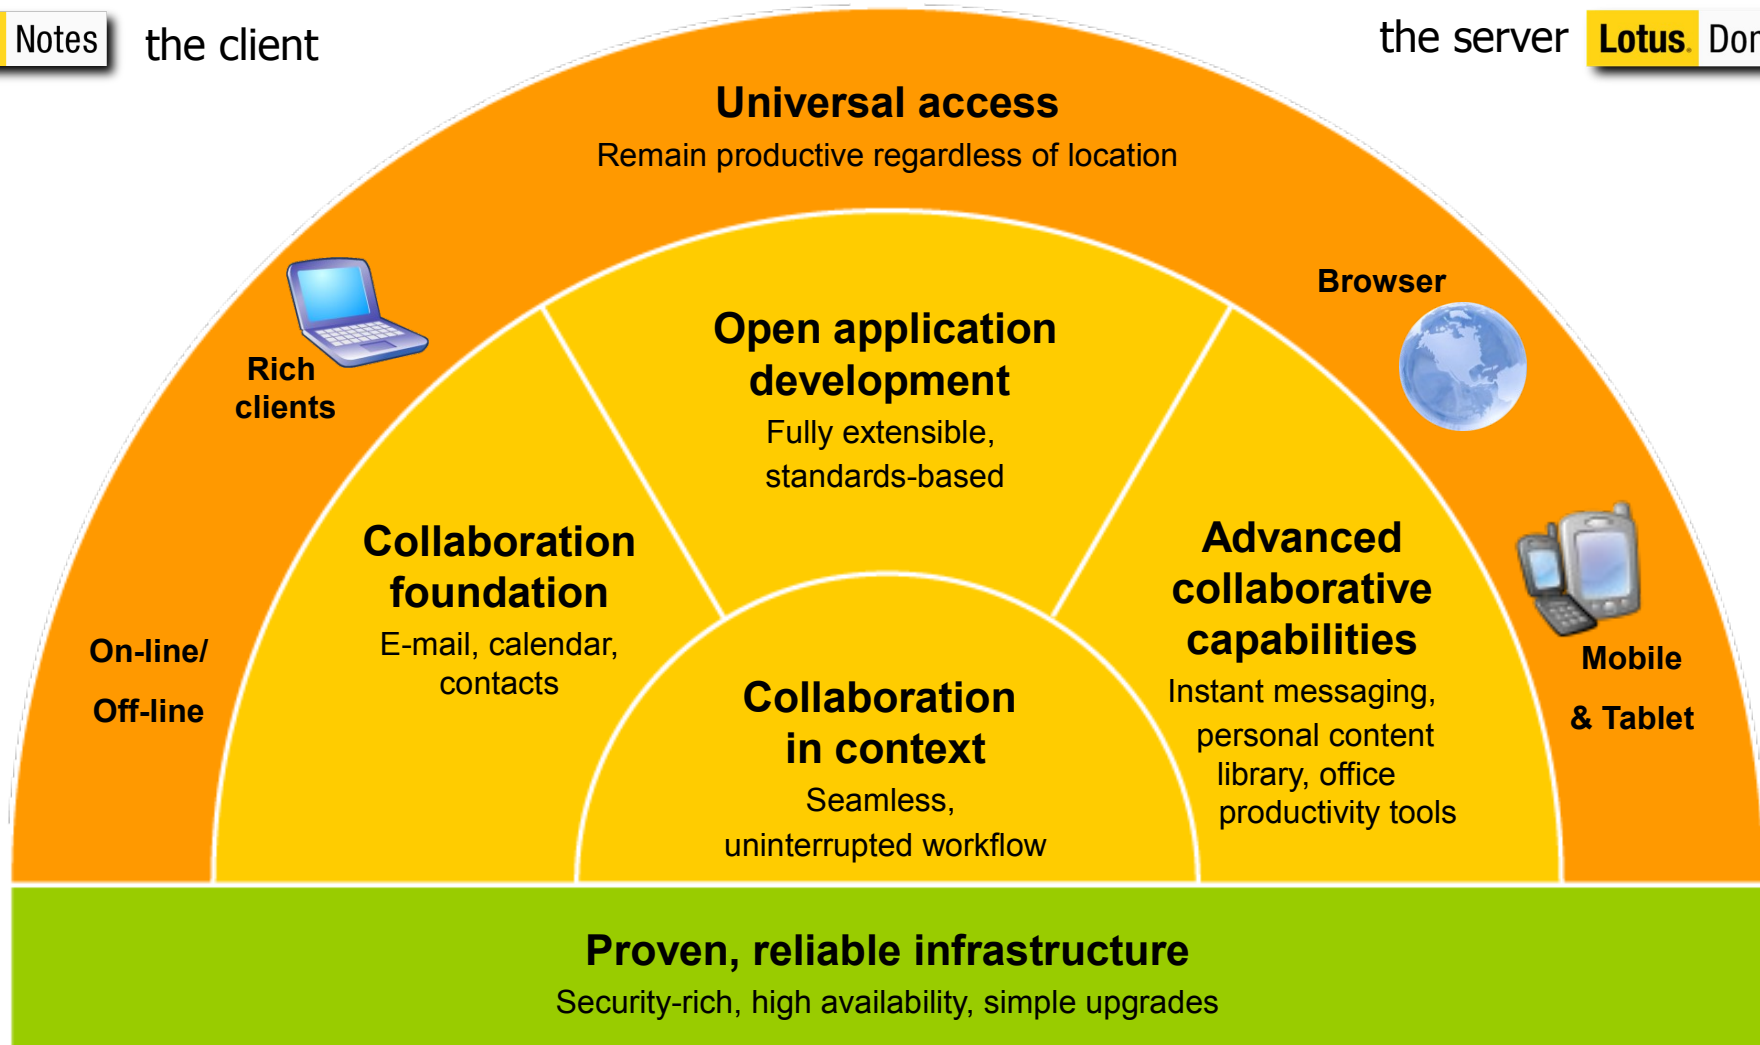 Notes
the client
the server
Lotus.
Universal access
Remain productive regardless of location
Rich
clients
Browser
Open application
development
Fully extensible,
standards-based
Collaboration
foundation
E-mail, calendar,
contacts
Advanced
collaborative
capabilities
Instant messaging,
personal content
library, office
productivity tools
On-line/
Off-line
Mobile
& Tablet
Collaboration
in context
Seamless,
uninterrupted workflow
Proven, reliable infrastructure
Security-rich, high availability, simple upgrades